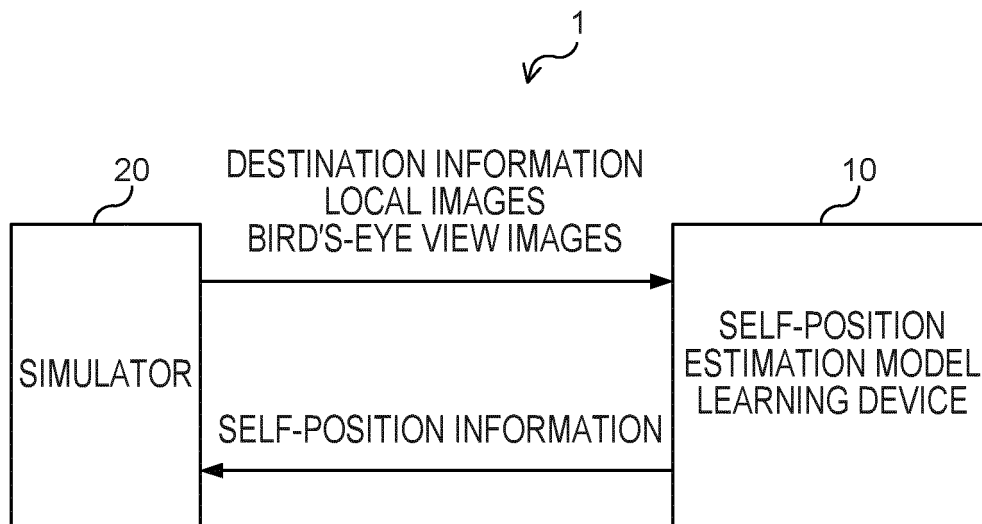 1
20
DESTINATION INFORMATION
LOCAL IMAGES
BIRD'S-EYE VIEW IMAGES
10
SIMULATOR
SELF-POSITION
ESTIMATION MODEL
LEARNING DEVICE
SELF-POSITION INFORMATION